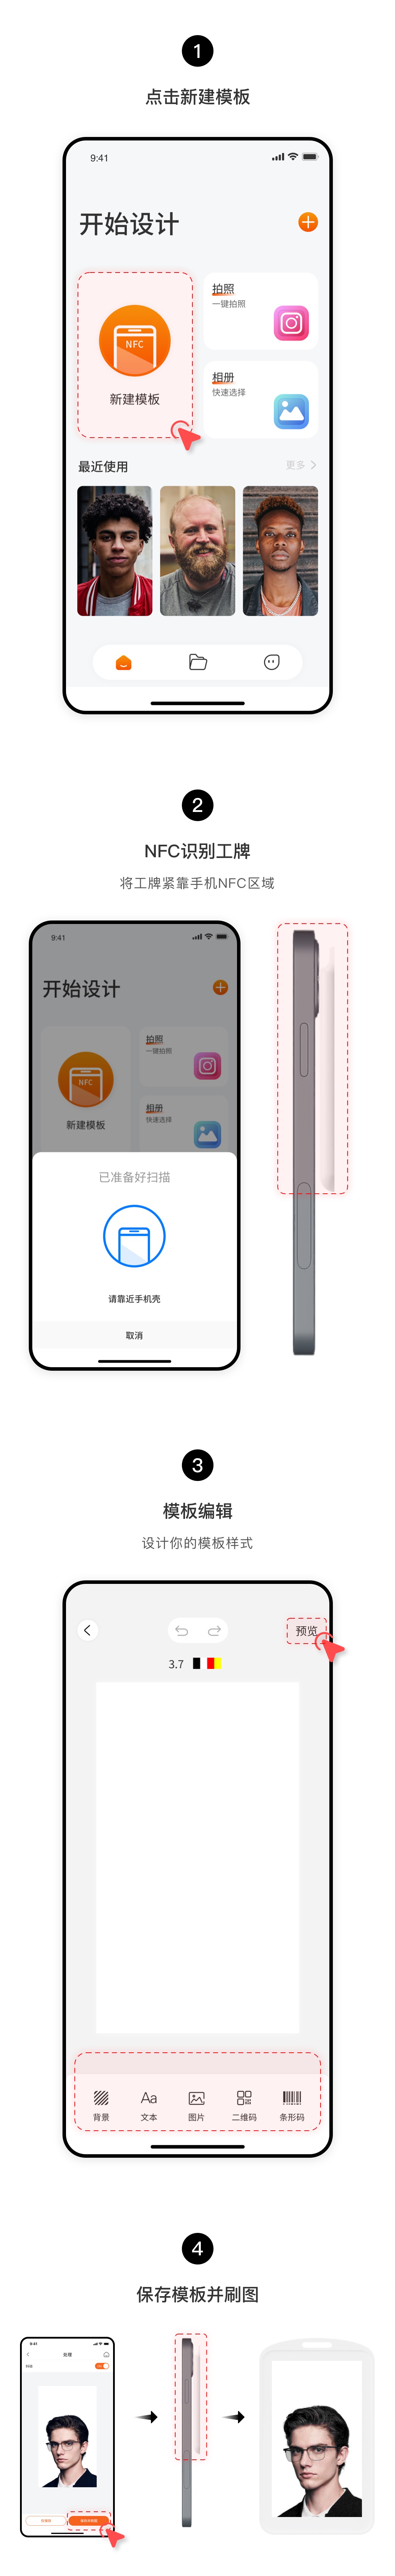 1
点击新建模板
9:41
开始设计
拍照
一键拍照
NFC
新建模板
相册
快速选择
最近使用
更多
2
NFC识别工牌
将工牌紧靠手机NFC区域
9:41
开始设计
拍照
一键拍照
NFC
新建模板
相册
快速选择
已准备好扫描
请靠近手机壳
取消
3
模板编辑
设计你的模板样式
预览
3.7
背景
Aa
文本
图片
二维码
条形码
4
保存模板并刷图
9:41
处理